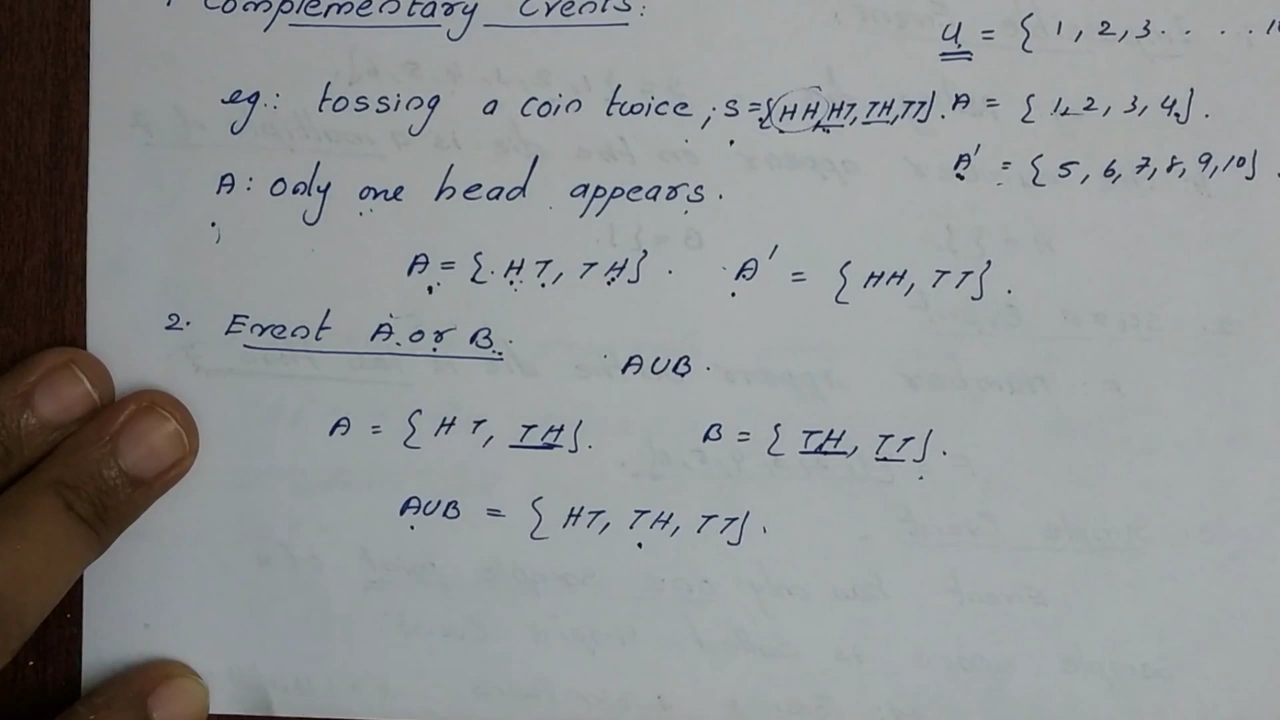 Complementary Events:
U = { 1, 2, 3 . . . . 1
eg.: tossing a coin twice ; S={HH,HT,TH,TT}. A = { 1, 2, 3, 4}.
A' = { 5, 6, 7, 8, 9, 10}.
A : only one head appears.
A = { HT, TH} . A' = { HH, TT} .
2. Event A or B.
AUB.
A = { HT, TH}. B = { TH, TT} .
AUB = { HT, TH, TT}.